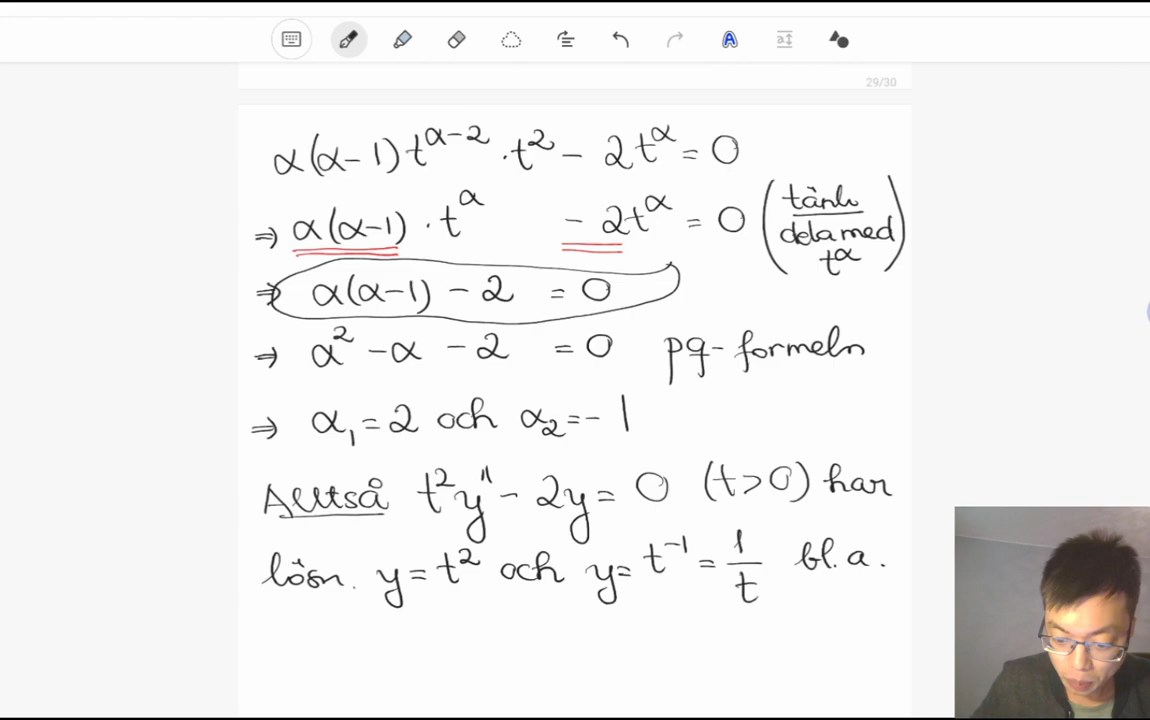 29/30
α(α-1)t^{α-2} · t² - 2t^α = 0
⇒ α(α-1) · t^α - 2t^α = 0 (tänk dela med t^α)
⇒ α(α-1) - 2 = 0
⇒ α² - α - 2 = 0 pq-formeln
⇒ α₁ = 2 och α₂ = -1
Alltså t²y'' - 2y = 0 (t>0) har
lösn. y = t² och y = t⁻¹ = 1/t bl.a.